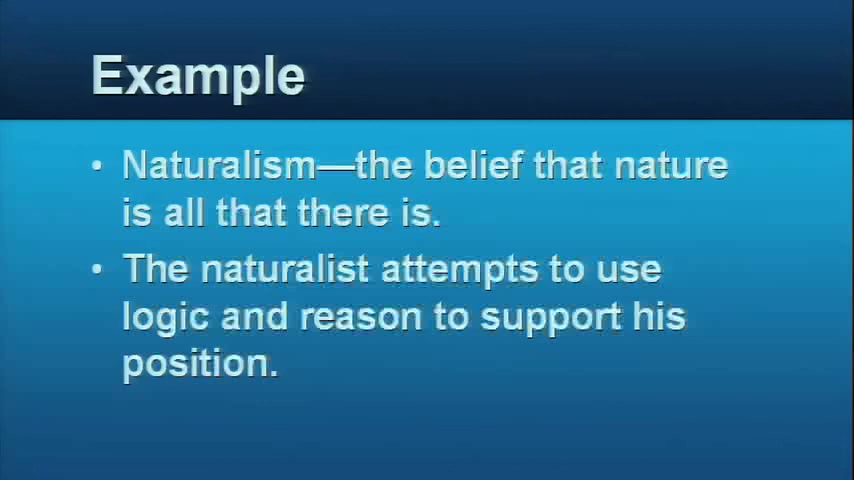 Example
• Naturalism—the belief that nature
is all that there is.
• The naturalist attempts to use
logic and reason to support his
position.